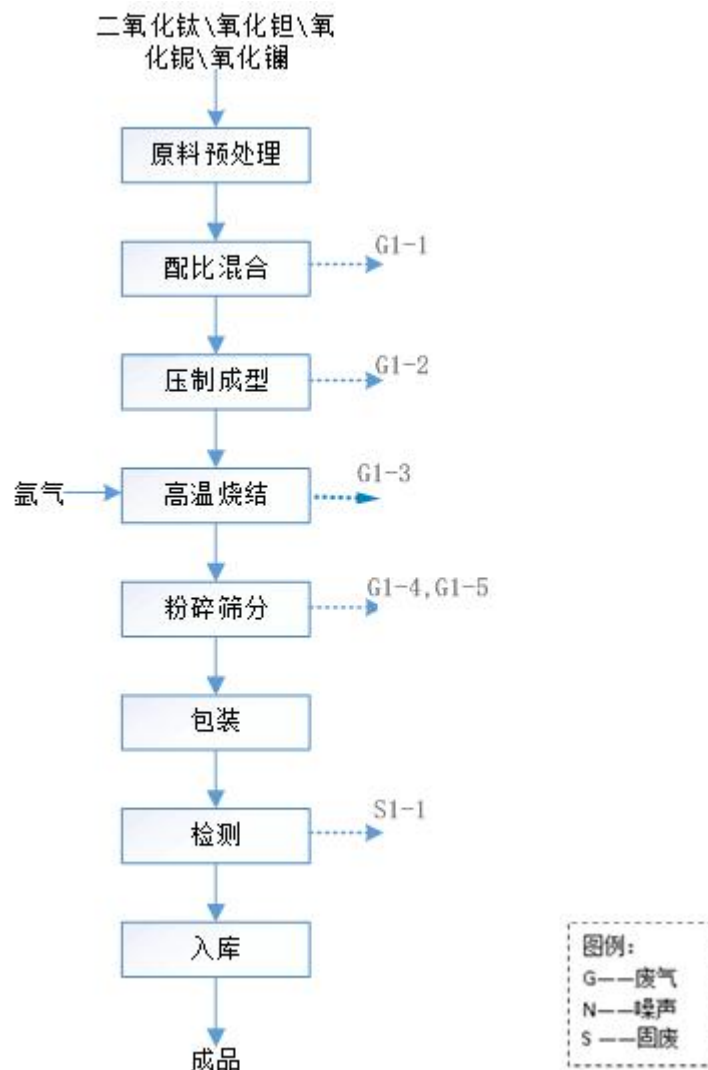 二氧化钛\氧化钽\氧
化铌\氧化镧
原料预处理
配比混合
G1-1
压制成型
G1-2
氩气
高温烧结
G1-3
粉碎筛分
G1-4,G1-5
包装
检测
S1-1
入库
成品
图例：
G——废气
N——噪声
S ——固废